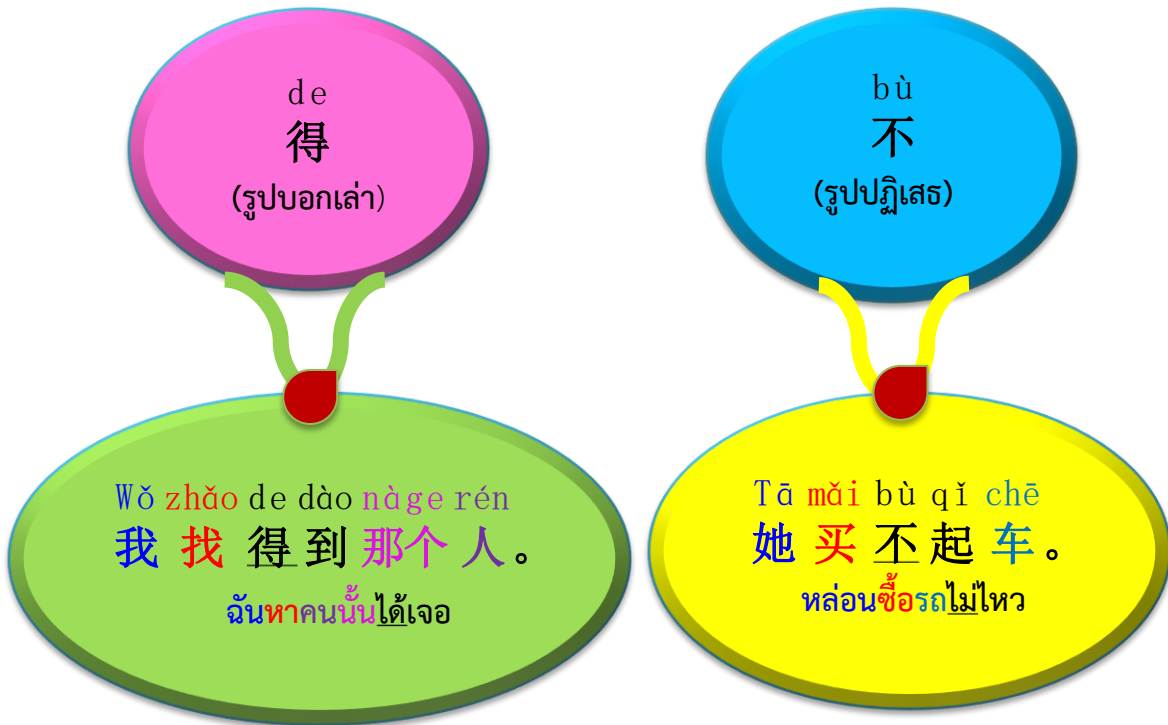 de
得
(รูปบอกเล่า)
bù
不
(รูปปฏิเสธ)
Wǒ zhǎo de dào nàge rén
我 找 得 到 那个 人。
ฉันหาคนนั้นได้เจอ
Tā mǎi bù qǐ chē
她 买 不 起 车。
หล่อนซื้อรถไม่ไหว